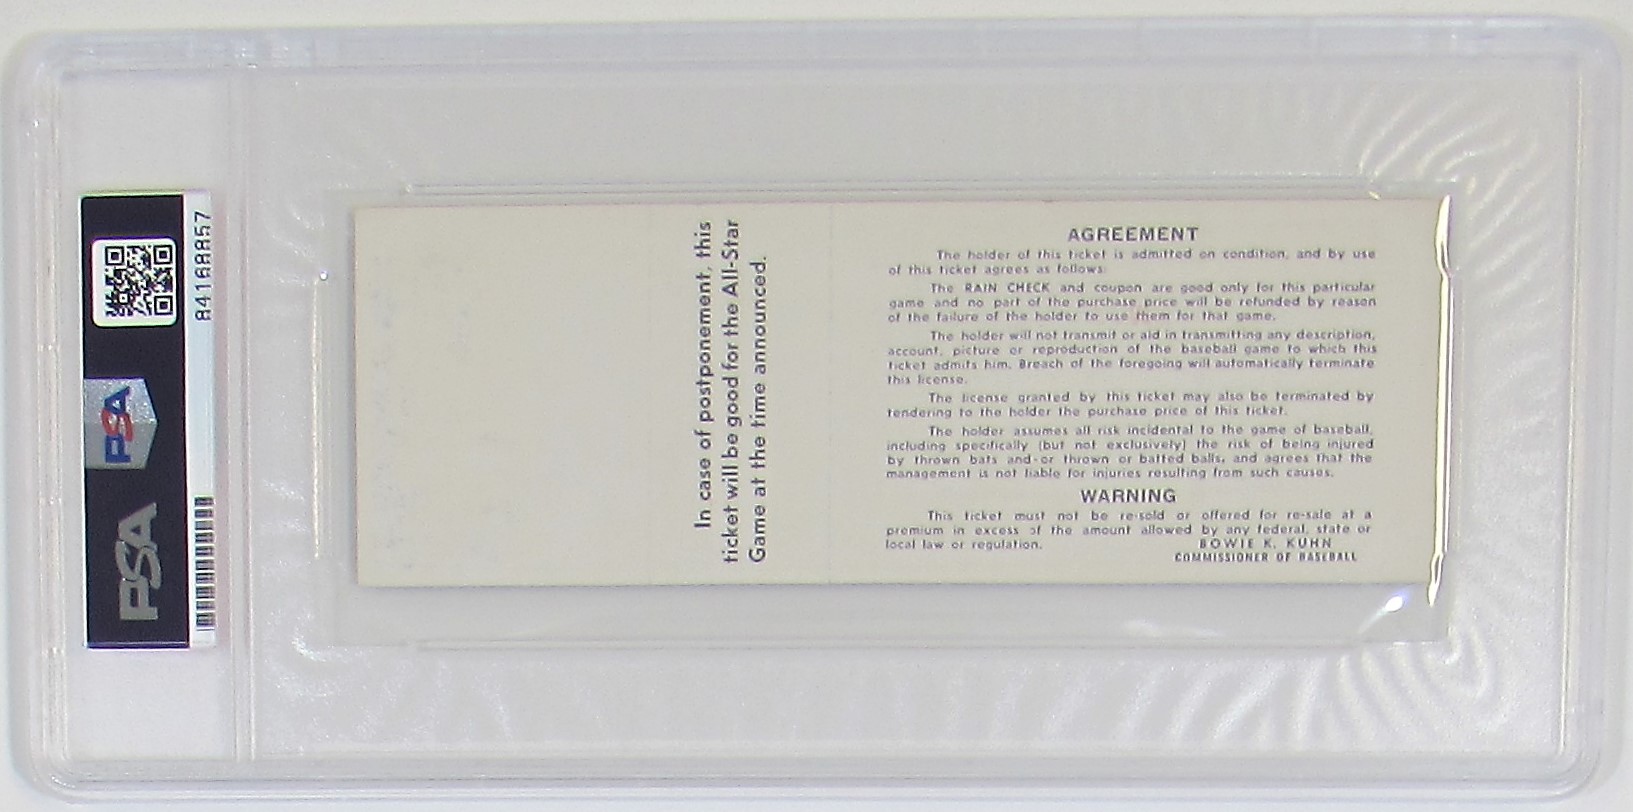 84168857
PSA
PSA
In case of postponement, this
ticket will be good for the All-Star
Game at the time announced.
AGREEMENT
The holder of this ticket is admitted on condition, and by use
of this ticket agrees as follows:
The RAIN CHECK and coupon are good only for this particular
game and no part of the purchase price will be refunded by reason
of the failure of the holder to use them for that game.
The holder will not transmit or aid in transmitting any description,
account, picture or reproduction of the baseball game to which this
ticket admits him. Breach of the foregoing will automatically terminate
this license.
The license granted by this ticket may also be terminated by
tendering to the holder the purchase price of this ticket.
The holder assumes all risk incidental to the game of baseball,
including specifically (but not exclusively) the risk of being injured
by thrown bats and-or thrown or batted balls, and agrees that the
management is not liable for injuries resulting from such causes.
WARNING
This ticket must not be re-sold or offered for re-sale at a
premium in excess of the amount allowed by any federal, state or
local law or regulation.
BOWIE K. KUHN
COMMISSIONER OF BASEBALL